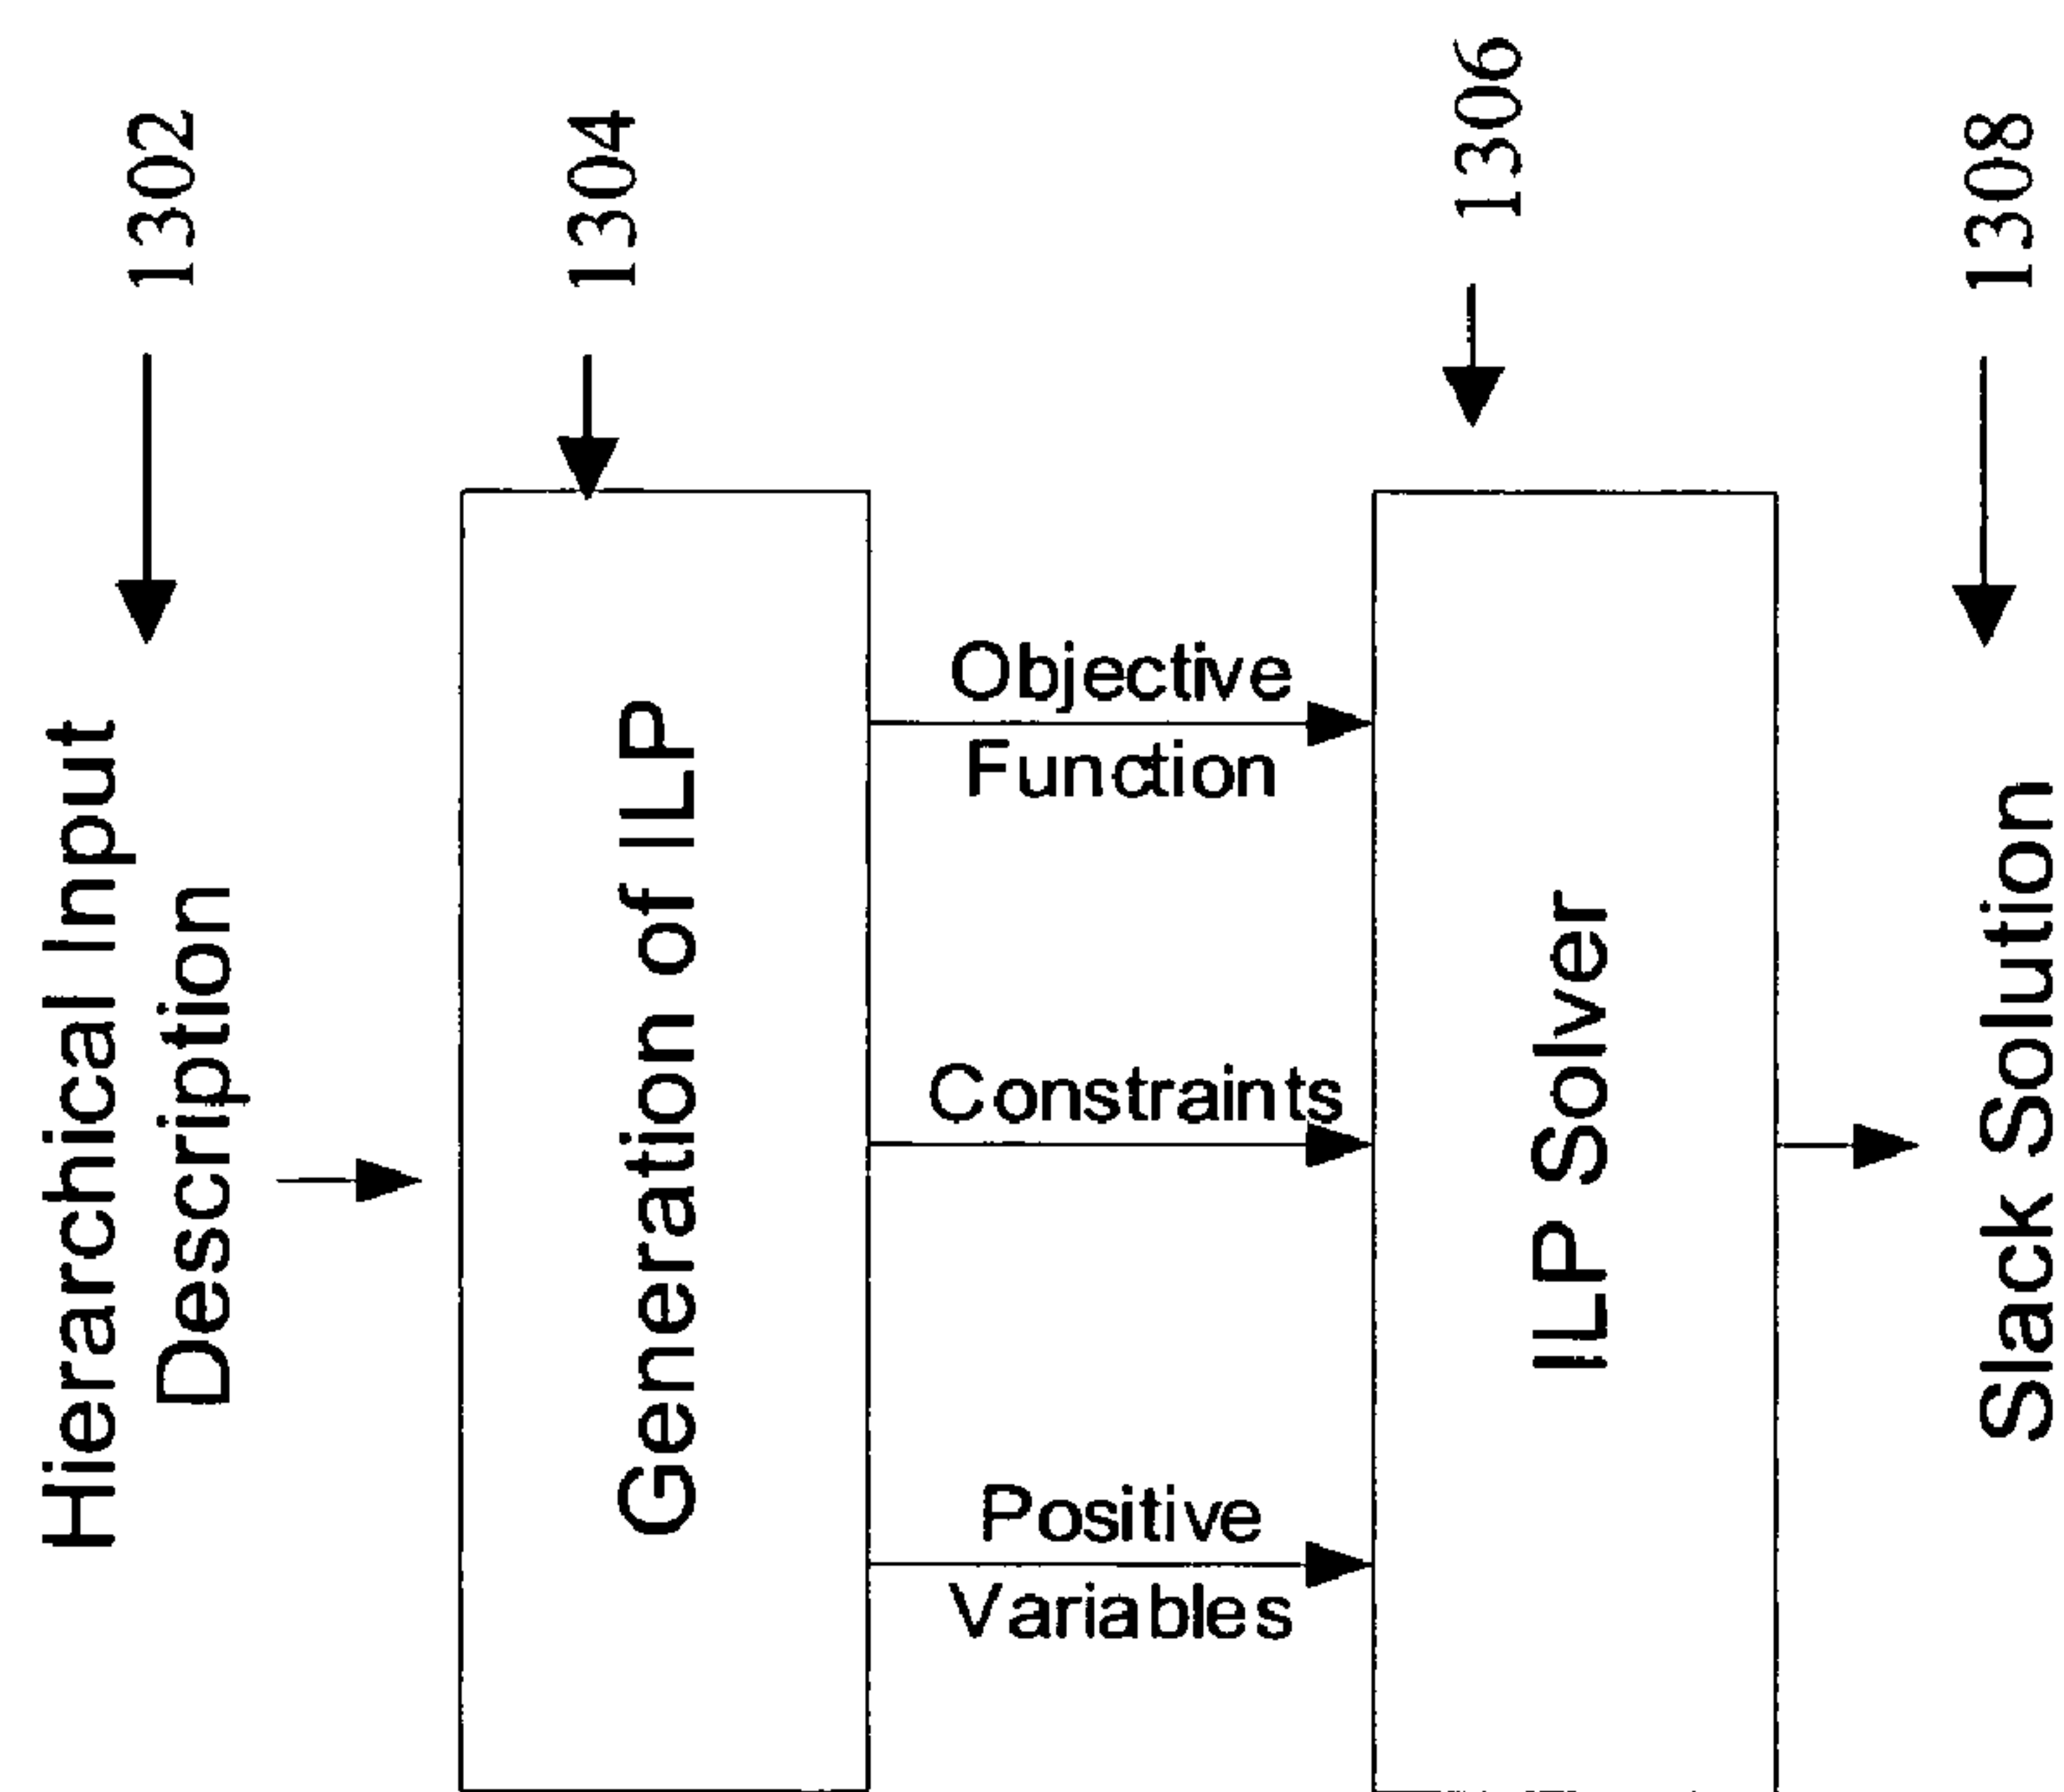 1302
1304
1306
1308
Hierarchical Input
Description
Generation of ILP
Objective
Function
Constraints
Positive
Variables
ILP Solver
Slack Solution